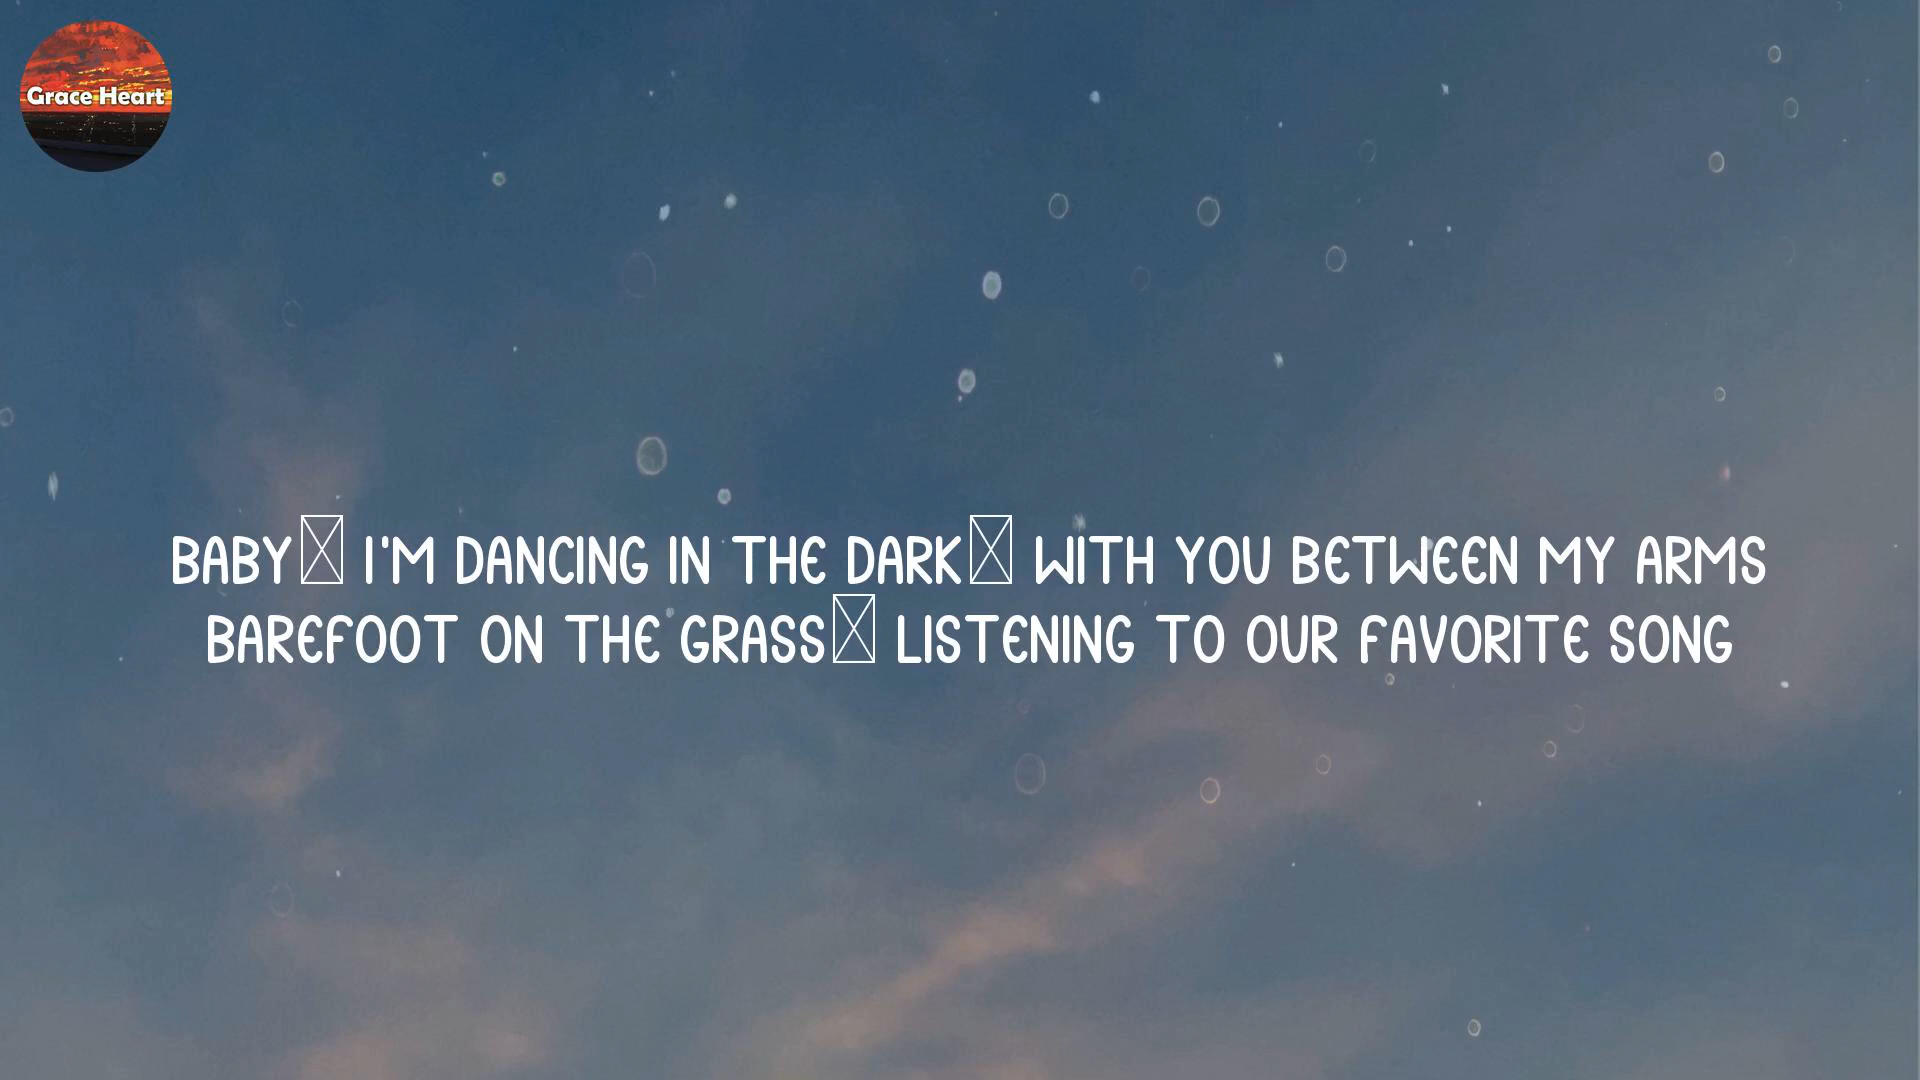 Grace Heart
BABY☒ I'M DANCING IN THE DARK☒ WITH YOU BETWEEN MY ARMS
BAREFOOT ON THE GRASS☒ LISTENING TO OUR FAVORITE SONG